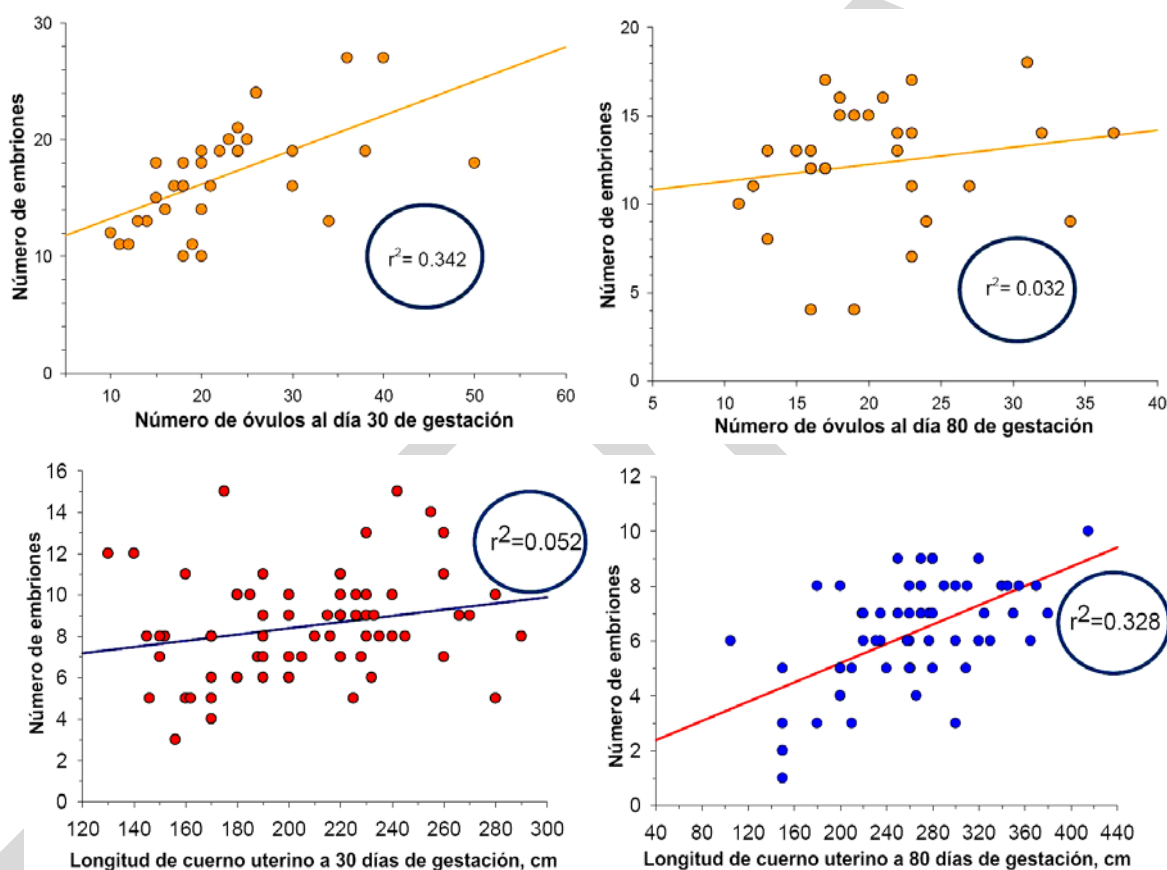 Número de embriones
30
20
10
0
r²= 0.342
10 20 30 40 50 60
Número de óvulos al día 30 de gestación
Número de embriones
20
15
10
5
0
r²= 0.032
5 10 15 20 25 30 35 40
Número de óvulos al día 80 de gestación
Número de embriones
16
14
12
10
8
6
4
2
0
r²=0.052
120 140 160 180 200 220 240 260 280 300
Longitud de cuerno uterino a 30 días de gestación, cm
Número de embriones
12
10
8
6
4
2
0
r²=0.328
40 80 120 160 200 240 280 320 360 400 440
Longitud de cuerno uterino a 80 días de gestación, cm